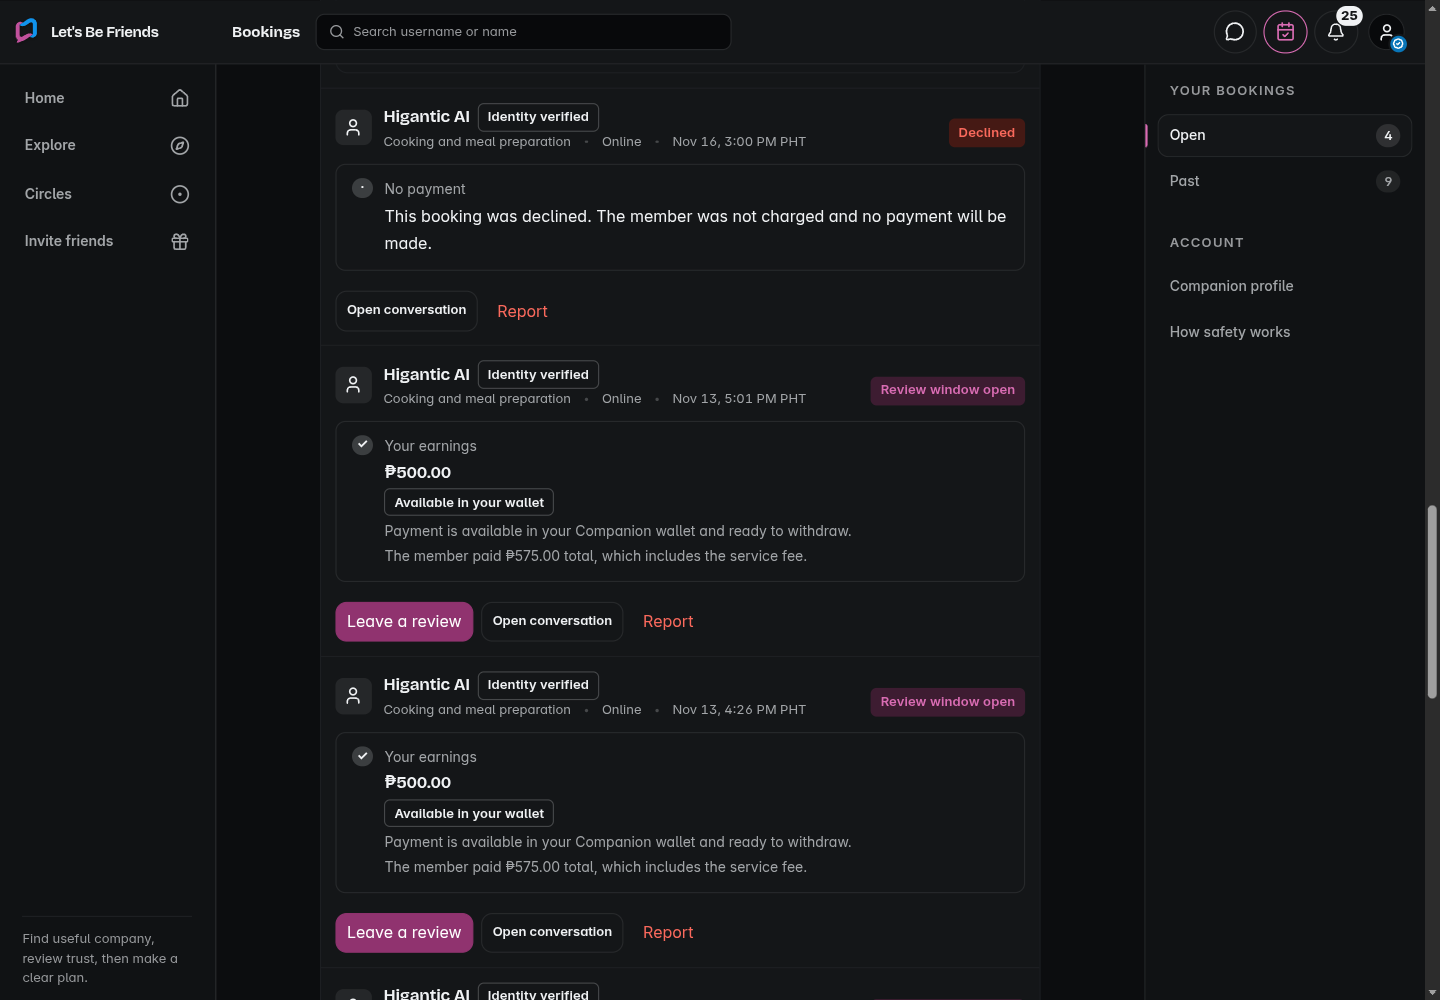 Let's Be Friends
Bookings
Search username or name
25
Home
Explore
Circles
Invite friends
Find useful company,
review trust, then make a
clear plan.
Higantic AI Identity verified
Cooking and meal preparation • Online • Nov 16, 3:00 PM PHT
Declined
No payment
This booking was declined. The member was not charged and no payment will be
made.
Open conversation Report
Higantic AI Identity verified
Cooking and meal preparation • Online • Nov 13, 5:01 PM PHT
Review window open
Your earnings
₱500.00
Available in your wallet
Payment is available in your Companion wallet and ready to withdraw.
The member paid ₱575.00 total, which includes the service fee.
Leave a review Open conversation Report
Higantic AI Identity verified
Cooking and meal preparation • Online • Nov 13, 4:26 PM PHT
Review window open
Your earnings
₱500.00
Available in your wallet
Payment is available in your Companion wallet and ready to withdraw.
The member paid ₱575.00 total, which includes the service fee.
Leave a review Open conversation Report
Higantic AI Identity verified
YOUR BOOKINGS
Open 4
Past 9
ACCOUNT
Companion profile
How safety works